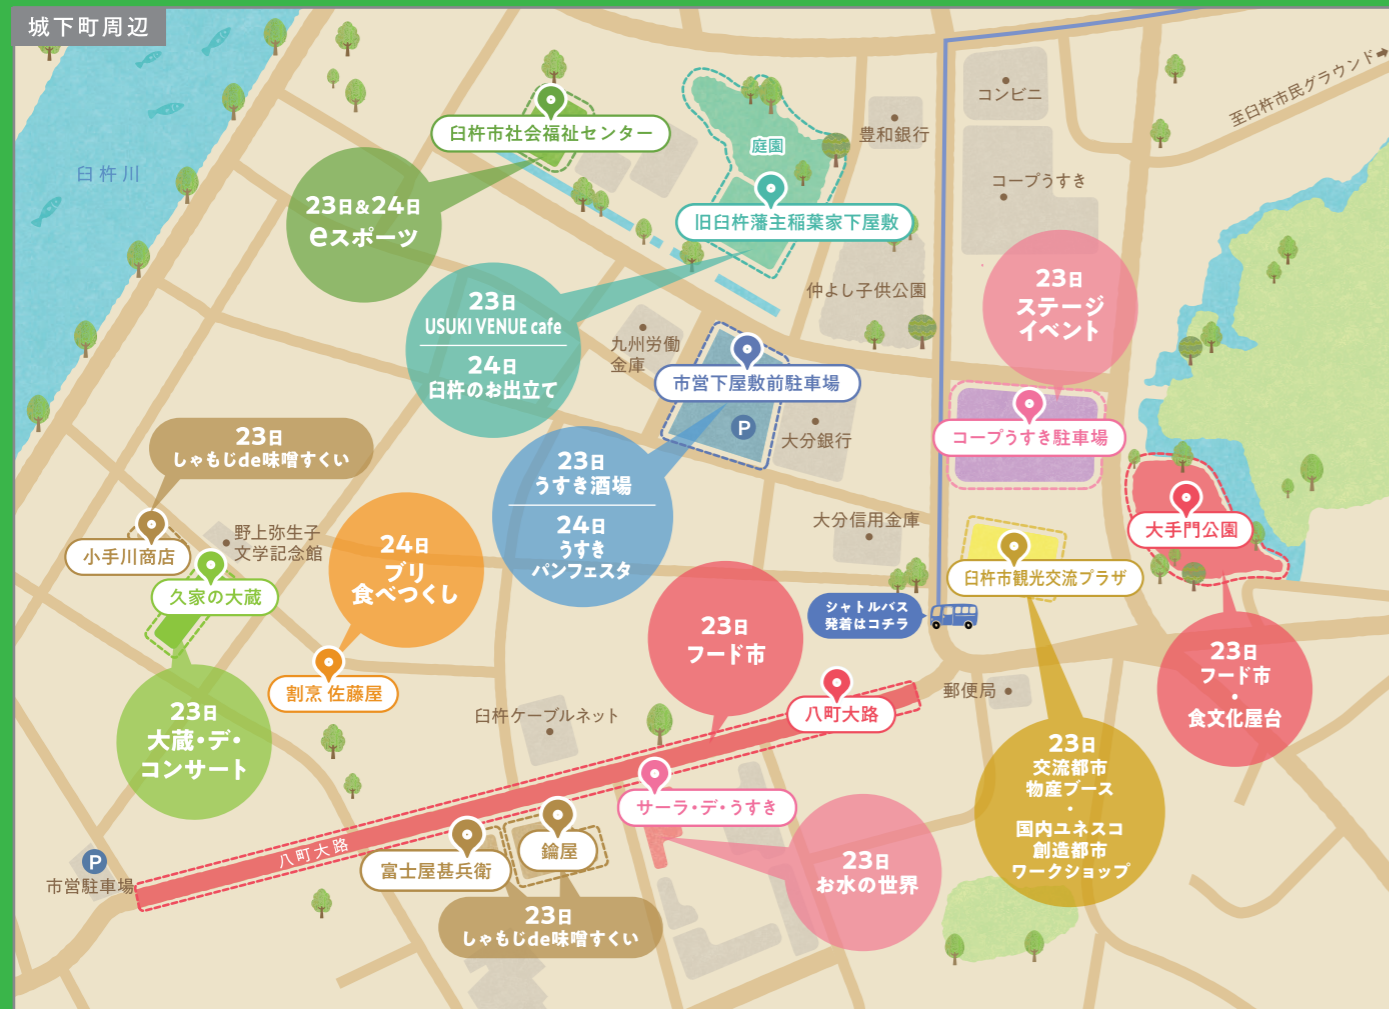 城下町周辺
臼杵川
臼杵市社会福祉センター
23日&24日
eスポーツ
庭園
旧臼杵藩主稲葉家下屋敷
23日
USUKI VENUE cafe
24日
臼杵のお出立て
豊和銀行
コンビニ
コープうすき
至臼杵市民グラウンド
仲よし子供公園
九州労働
金庫
市営下屋敷前駐車場
P
大分銀行
23日
うすき酒場
24日
うすき
パンフェスタ
23日
ステージ
イベント
コープうすき駐車場
大手門公園
23日
フード市
・
食文化屋台
大分信用金庫
臼杵市観光交流プラザ
シャトルバス
発着はコチラ
23日
交流都市
物産ブース
・
国内ユネスコ
創造都市
ワークショップ
郵便局
23日
しゃもじde味噌すくい
小手川商店
野上弥生子
文学記念館
久家の大蔵
23日
大蔵・デ・
コンサート
24日
ブリ
食べつくし
割烹 佐藤屋
23日
フード市
八町大路
臼杵ケーブルネット
サーラ・デ・うすき
23日
お水の世界
八町大路
鑰屋
富士屋甚兵衛
23日
しゃもじde味噌すくい
P
市営駐車場